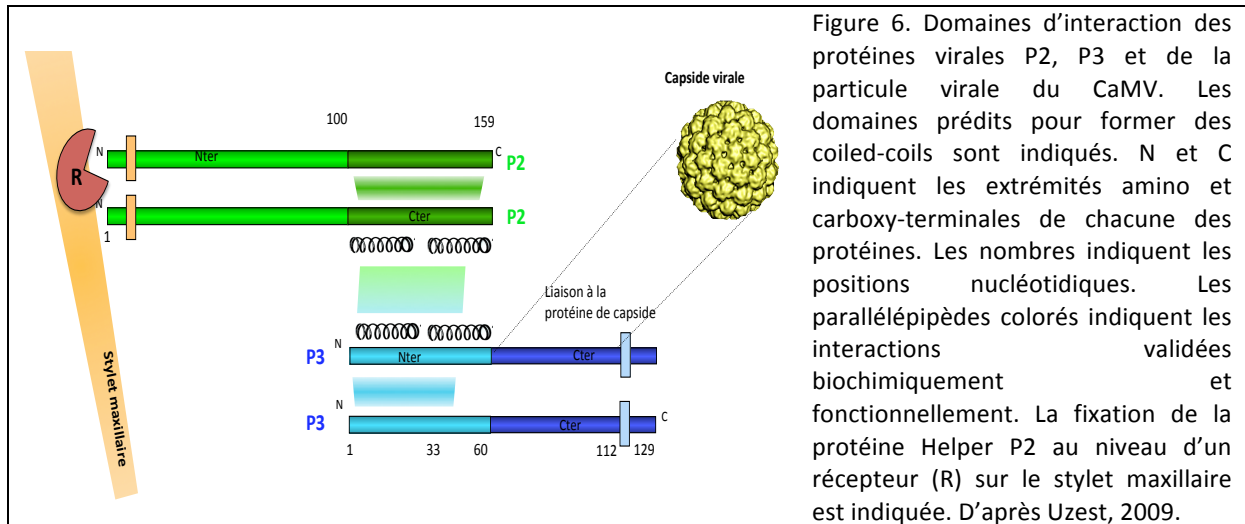 Figure 6. Domaines d'interaction des
protéines virales P2, P3 et de la
particule virale du CaMV. Les
domaines prédits pour former des
coiled-coils sont indiqués. N et C
indiquent les extrémités amino et
carboxy-terminales de chacune des
protéines. Les nombres indiquent les
positions nucléotidiques. Les
parallélépipèdes colorés indiquent les
interactions validées
biochimiquement et
fonctionnellement. La fixation de la
protéine Helper P2 au niveau d'un
récepteur (R) sur le stylet maxillaire
est indiquée. D'après Uzest, 2009.
Capside virale
100 159
N Nter C P2
R
N Cter P2
1
Liaison à la
protéine de capside
N
P3 Nter Cter
N C
P3 Cter
1 33 60 112 129
Stylet maxillaire